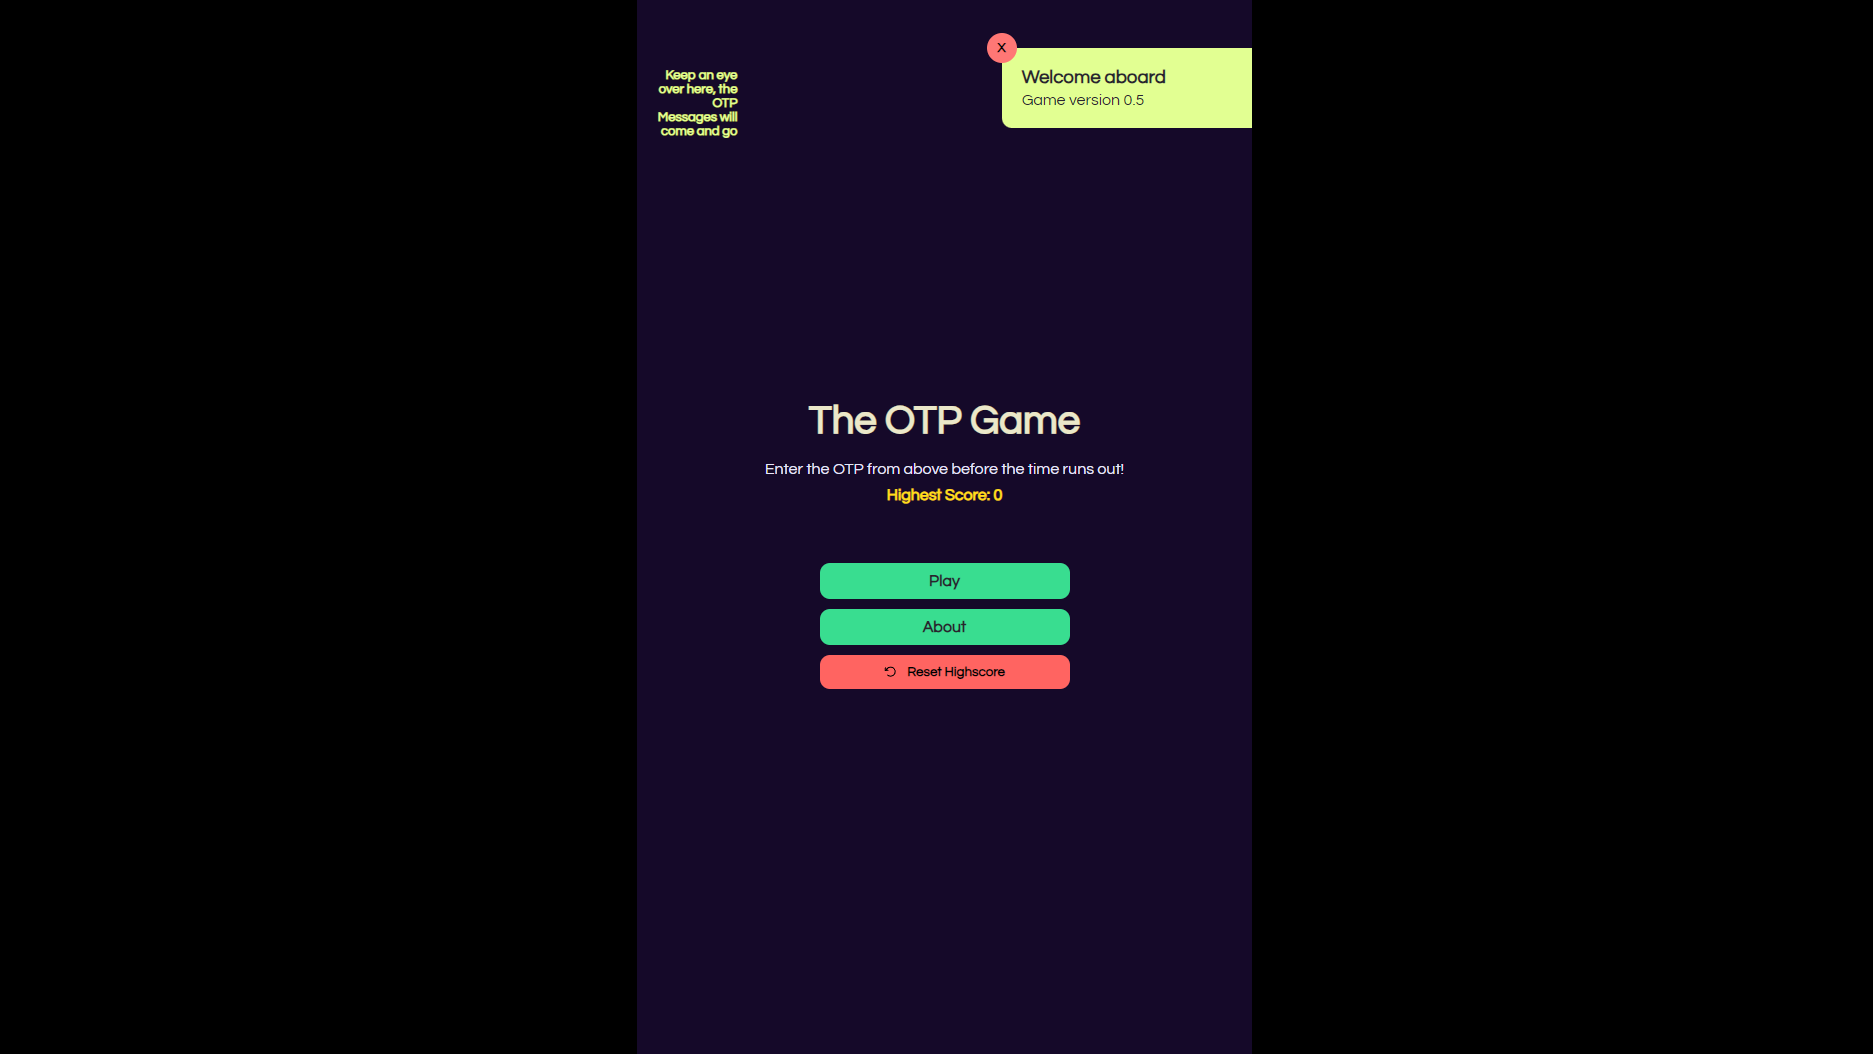 Keep an eye
over here, the
OTP
Messages will
come and go
X
Welcome aboard
Game version 0.5
The OTP Game
Enter the OTP from above before the time runs out!
Highest Score: 0
Play
About
Reset Highscore